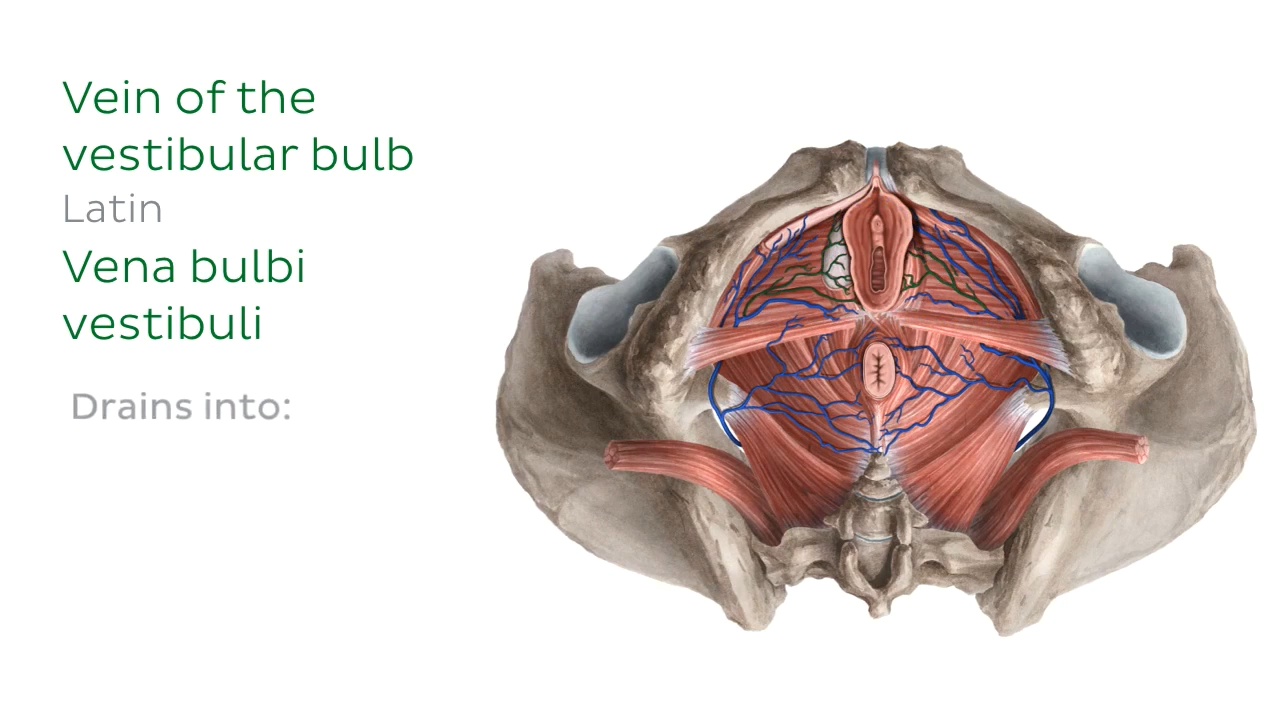 Vein of the
vestibular bulb
Latin
Vena bulbi
vestibuli
Drains into: